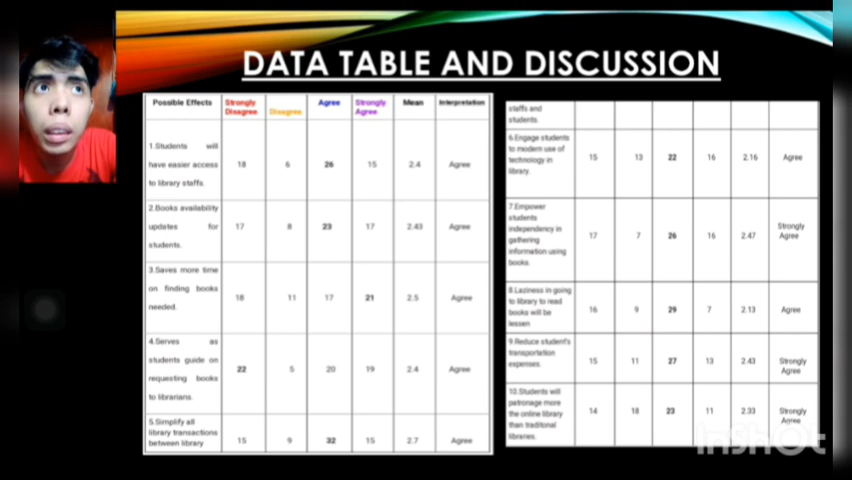 DATA TABLE AND DISCUSSION
Possible Effects Strongly Disagree Disagree Agree Strongly Agree Mean Interpretation
1.Students will
have easier access
to library staffs.
18 6 26 15 2.4 Agree
2.Books availability
updates for
students.
17 8 23 17 2.43 Agree
3.Saves more time
on finding books
needed.
18 11 17 21 2.5 Agree
4.Serves as
students guide on
requesting books
to librarians.
22 5 20 19 2.4 Agree
5.Simplify all
library transactions
between library
15 9 32 15 2.7 Agree
staffs and
students.
6.Engage students
to modern use of
technology in
library.
15 13 22 16 2.16 Agree
7.Empower
students
independency in
gathering
information using
books.
17 7 26 16 2.47 Strongly Agree
8.Laziness in going
to library to read
books will be
lessen
16 9 29 7 2.13 Agree
9.Reduce student's
transportation
expenses.
15 11 27 13 2.43 Strongly Agree
10.Students will
patronage more
the online library
than traditonal
libraries.
14 18 23 11 2.33 Strongly Agree
InShOt